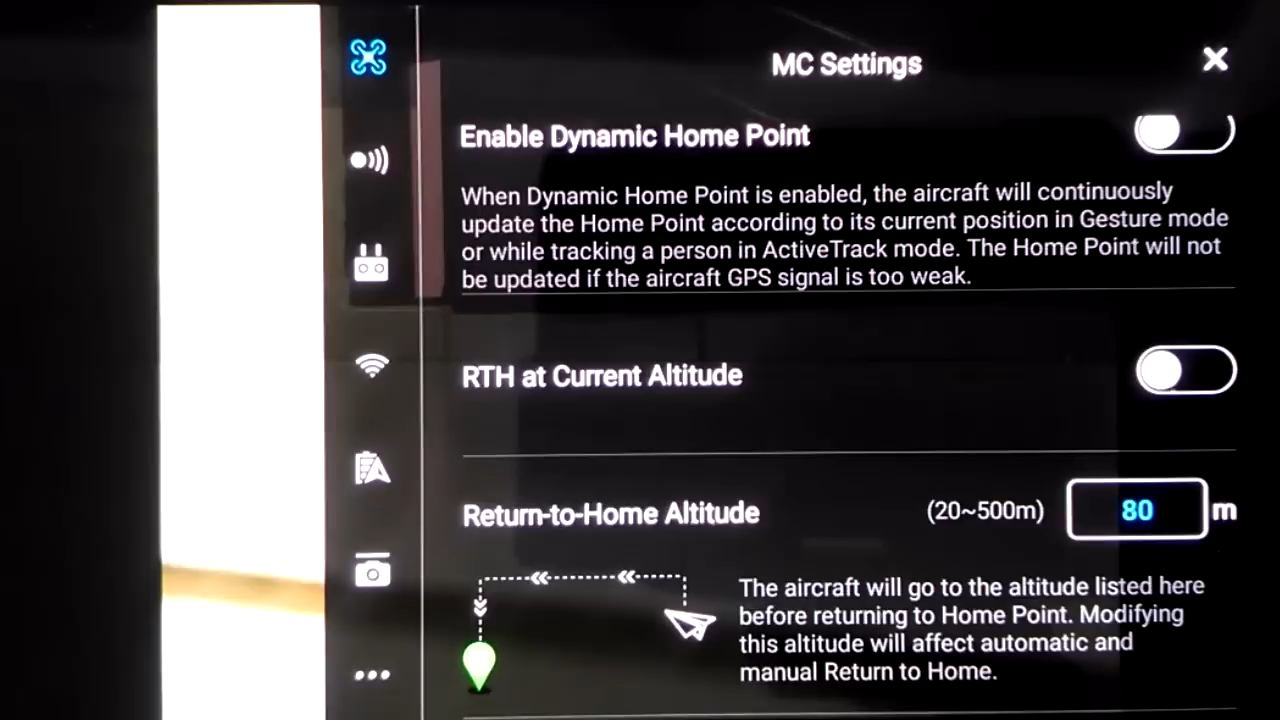 MC Settings
Enable Dynamic Home Point
When Dynamic Home Point is enabled, the aircraft will continuously
update the Home Point according to its current position in Gesture mode
or while tracking a person in ActiveTrack mode. The Home Point will not
be updated if the aircraft GPS signal is too weak.
RTH at Current Altitude
Return-to-Home Altitude (20~500m) 80 m
The aircraft will go to the altitude listed here
before returning to Home Point. Modifying
this altitude will affect automatic and
manual Return to Home.